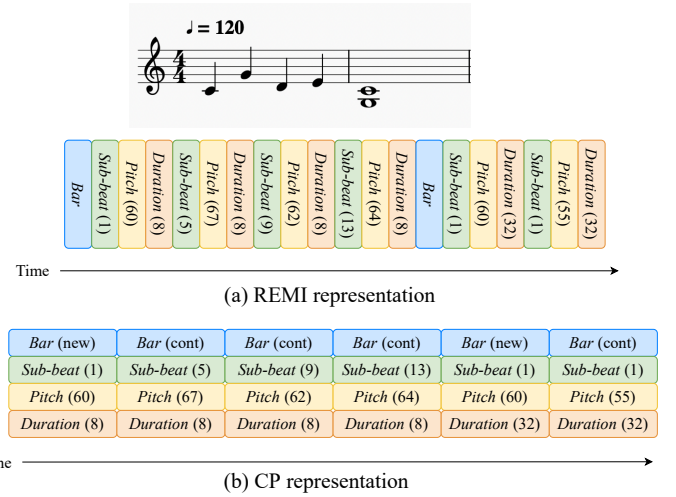 ♩ = 120
4
4
Bar
Sub-beat (1)
Pitch (60)
Duration (8)
Sub-beat (5)
Pitch (67)
Duration (8)
Sub-beat (9)
Pitch (62)
Duration (8)
Sub-beat (13)
Pitch (64)
Duration (8)
Bar
Sub-beat (1)
Pitch (60)
Duration (32)
Sub-beat (1)
Pitch (55)
Duration (32)
Time
(a) REMI representation
Bar (new) Bar (cont) Bar (cont) Bar (cont) Bar (new) Bar (cont)
Sub-beat (1) Sub-beat (5) Sub-beat (9) Sub-beat (13) Sub-beat (1) Sub-beat (1)
Pitch (60) Pitch (67) Pitch (62) Pitch (64) Pitch (60) Pitch (55)
Duration (8) Duration (8) Duration (8) Duration (8) Duration (32) Duration (32)
ne
(b) CP representation